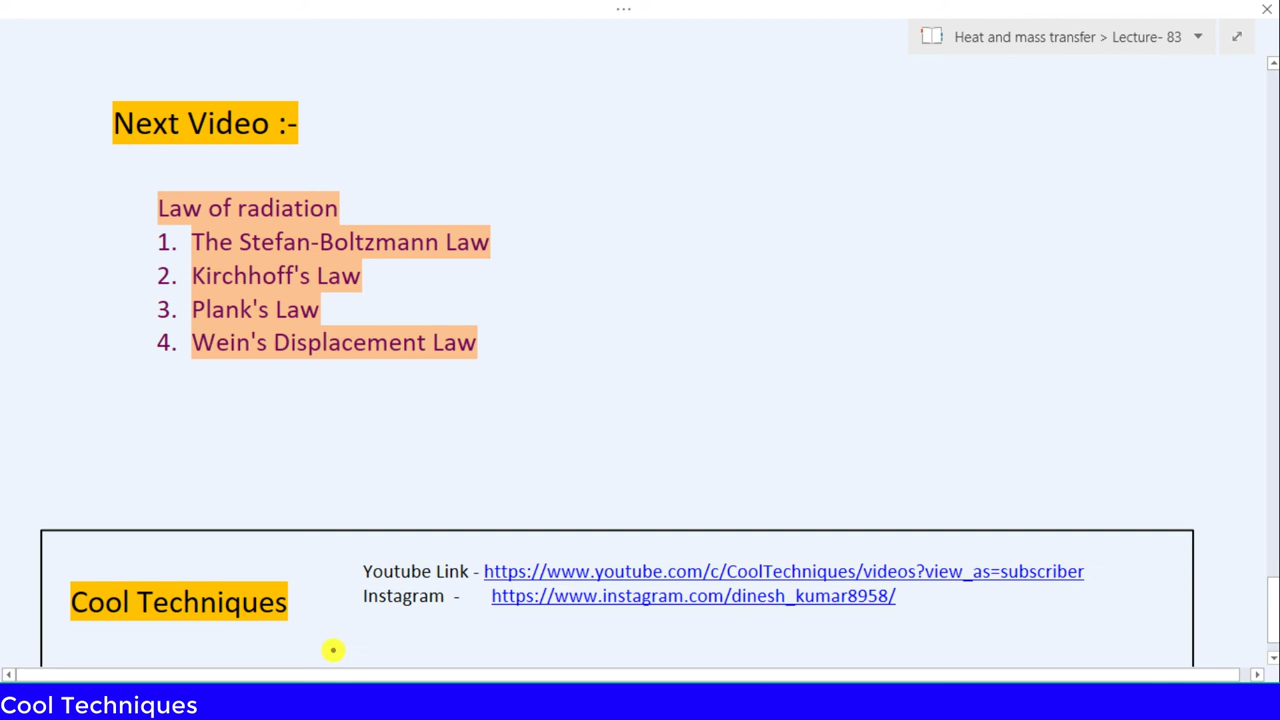 Heat and mass transfer > Lecture- 83
Next Video :-
Law of radiation
1. The Stefan-Boltzmann Law
2. Kirchhoff's Law
3. Plank's Law
4. Wein's Displacement Law
Youtube Link - https://www.youtube.com/c/CoolTechniques/videos?view_as=subscriber
Instagram - https://www.instagram.com/dinesh_kumar8958/
Cool Techniques
Cool Techniques